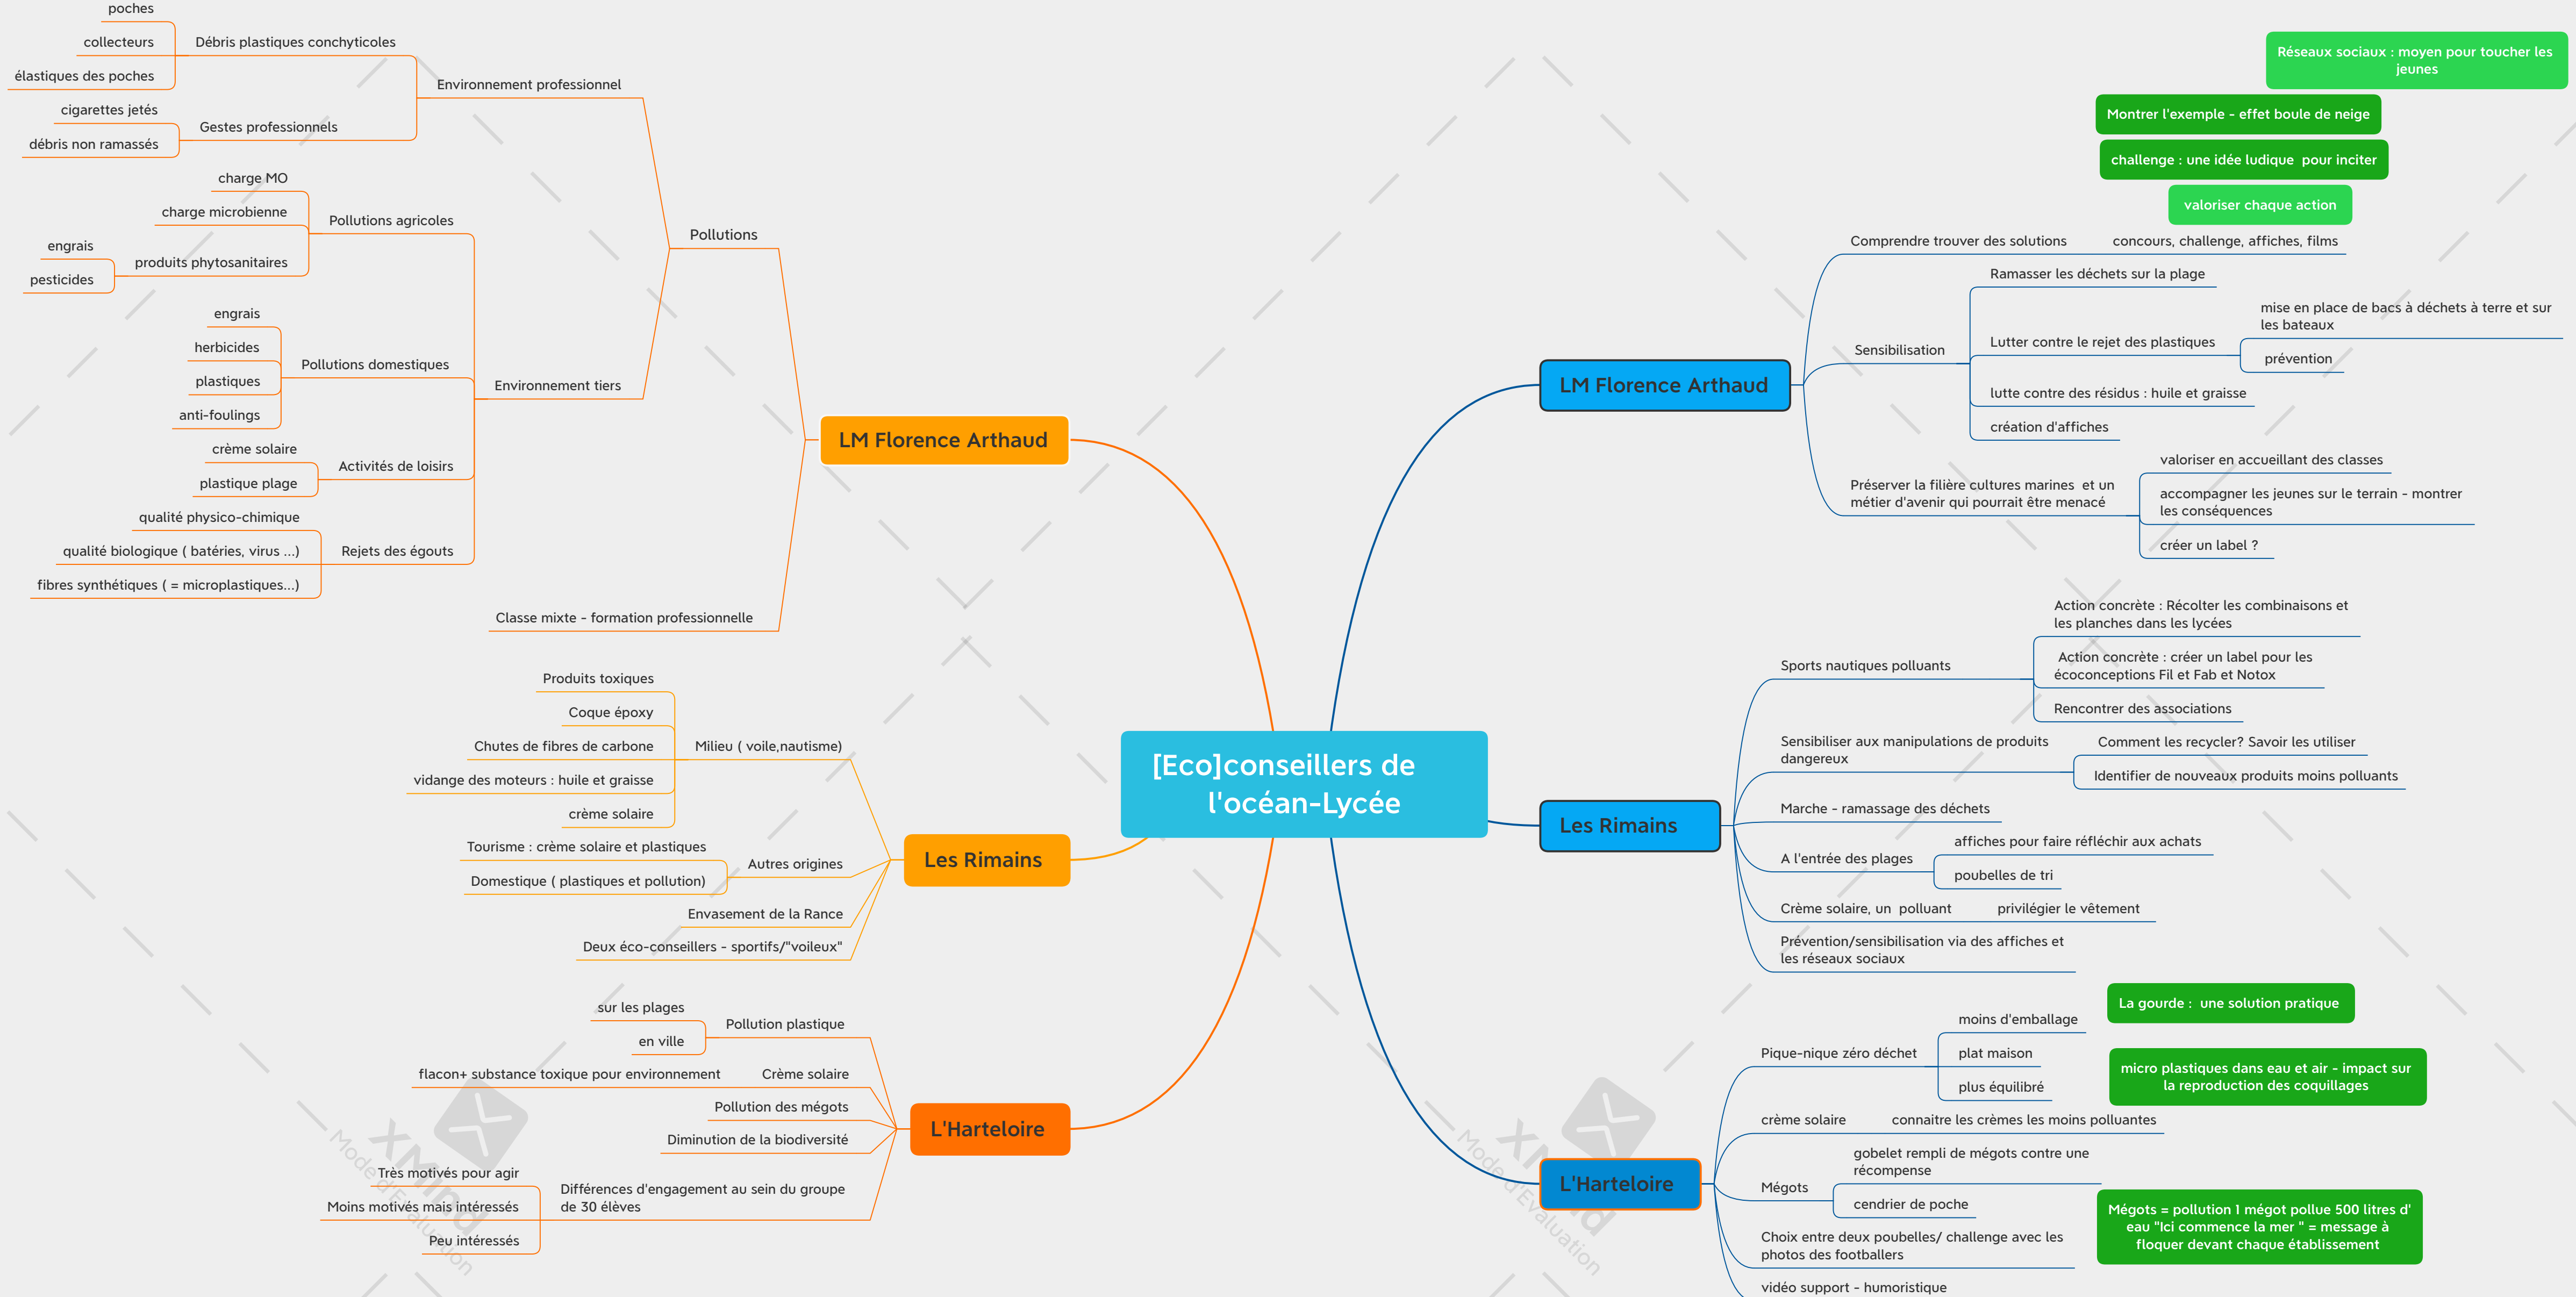 [Eco]conseillers de
l'océan-Lycée
LM Florence Arthaud
Pollutions
Environnement professionnel
Débris plastiques conchyticoles
poches
collecteurs
élastiques des poches
Gestes professionnels
cigarettes jetés
débris non ramassés
Environnement tiers
Pollutions agricoles
charge MO
charge microbienne
produits phytosanitaires
engrais
pesticides
Pollutions domestiques
engrais
herbicides
plastiques
anti-foulings
Activités de loisirs
crème solaire
plastique plage
Rejets des égouts
qualité physico-chimique
qualité biologique ( batéries, virus ...)
fibres synthétiques ( = microplastiques...)
Classe mixte - formation professionnelle
Les Rimains
Milieu ( voile,nautisme)
Produits toxiques
Coque époxy
Chutes de fibres de carbone
vidange des moteurs : huile et graisse
crème solaire
Autres origines
Tourisme : crème solaire et plastiques
Domestique ( plastiques et pollution)
Envasement de la Rance
Deux éco-conseillers - sportifs/"voileux"
L'Harteloire
Pollution plastique
sur les plages
en ville
Crème solaire
flacon+ substance toxique pour environnement
Pollution des mégots
Diminution de la biodiversité
Différences d'engagement au sein du groupe
de 30 élèves
Très motivés pour agir
Moins motivés mais intéressés
Peu intéressés
Réseaux sociaux : moyen pour toucher les
jeunes
Montrer l'exemple - effet boule de neige
challenge : une idée ludique  pour inciter
valoriser chaque action
LM Florence Arthaud
Comprendre trouver des solutions
concours, challenge, affiches, films
Sensibilisation
Ramasser les déchets sur la plage
Lutter contre le rejet des plastiques
mise en place de bacs à déchets à terre et sur
les bateaux
prévention
lutte contre des résidus : huile et graisse
création d'affiches
Préserver la filière cultures marines  et un
métier d'avenir qui pourrait être menacé
valoriser en accueillant des classes
accompagner les jeunes sur le terrain - montrer
les conséquences
créer un label ?
Les Rimains
Sports nautiques polluants
Action concrète : Récolter les combinaisons et
les planches dans les lycées
Action concrète : créer un label pour les
écoconceptions Fil et Fab et Notox
Rencontrer des associations
Sensibiliser aux manipulations de produits
dangereux
Comment les recycler? Savoir les utiliser
Identifier de nouveaux produits moins polluants
Marche - ramassage des déchets
A l'entrée des plages
affiches pour faire réfléchir aux achats
poubelles de tri
Crème solaire, un  polluant
privilégier le vêtement
Prévention/sensibilisation via des affiches et
les réseaux sociaux
L'Harteloire
Pique-nique zéro déchet
moins d'emballage
plat maison
plus équilibré
crème solaire
connaitre les crèmes les moins polluantes
Mégots
gobelet rempli de mégots contre une
récompense
cendrier de poche
Choix entre deux poubelles/ challenge avec les
photos des footballers
vidéo support - humoristique
La gourde :  une solution pratique
micro plastiques dans eau et air - impact sur
la reproduction des coquillages
Mégots = pollution 1 mégot pollue 500 litres d'
eau "Ici commence la mer " = message à
floquer devant chaque établissement
XMind
Mode d'Evaluation
XMind
Mode d'Evaluation